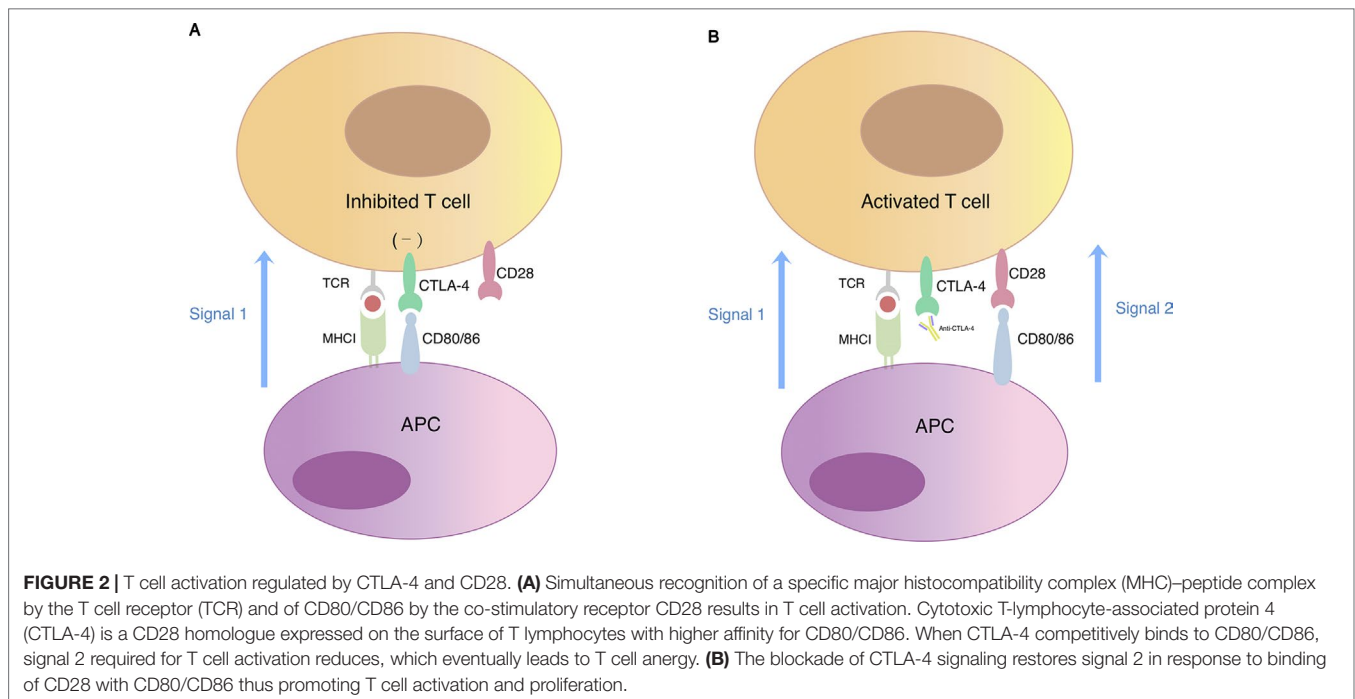 A
B
Inhibited T cell
(－)
TCR
CTLA-4
CD28
Signal 1
MHCI
CD80/86
APC
Activated T cell
TCR
CTLA-4
CD28
Anti-CTLA-4
Signal 1
Signal 2
MHCI
CD80/86
APC
FIGURE 2 | T cell activation regulated by CTLA-4 and CD28. (A) Simultaneous recognition of a specific major histocompatibility complex (MHC)–peptide complex
by the T cell receptor (TCR) and of CD80/CD86 by the co-stimulatory receptor CD28 results in T cell activation. Cytotoxic T-lymphocyte-associated protein 4
(CTLA-4) is a CD28 homologue expressed on the surface of T lymphocytes with higher affinity for CD80/CD86. When CTLA-4 competitively binds to CD80/CD86,
signal 2 required for T cell activation reduces, which eventually leads to T cell anergy. (B) The blockade of CTLA-4 signaling restores signal 2 in response to binding
of CD28 with CD80/CD86 thus promoting T cell activation and proliferation.